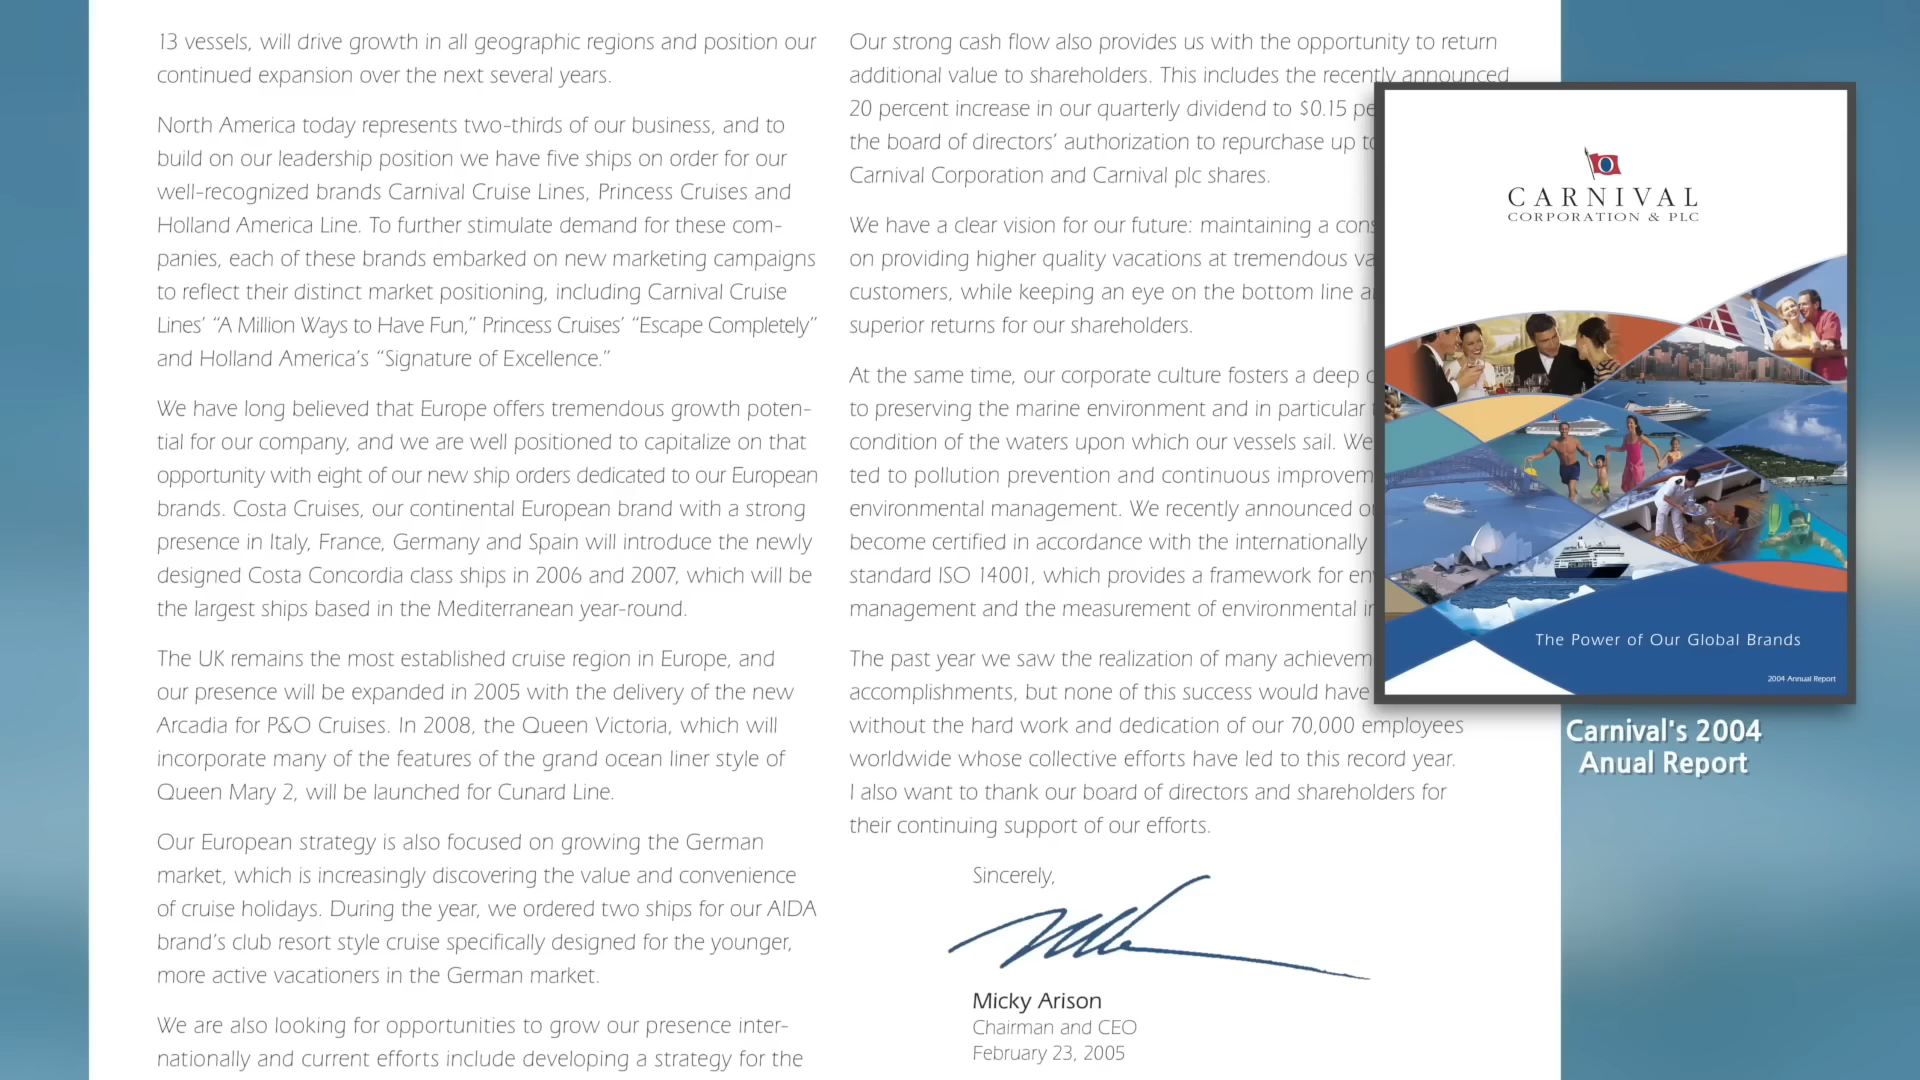 13 vessels, will drive growth in all geographic regions and position our
continued expansion over the next several years.
North America today represents two-thirds of our business, and to
build on our leadership position we have five ships on order for our
well-recognized brands Carnival Cruise Lines, Princess Cruises and
Holland America Line. To further stimulate demand for these com-
panies, each of these brands embarked on new marketing campaigns
to reflect their distinct market positioning, including Carnival Cruise
Lines' "A Million Ways to Have Fun," Princess Cruises' "Escape Completely"
and Holland America's "Signature of Excellence."
We have long believed that Europe offers tremendous growth poten-
tial for our company, and we are well positioned to capitalize on that
opportunity with eight of our new ship orders dedicated to our European
brands. Costa Cruises, our continental European brand with a strong
presence in Italy, France, Germany and Spain will introduce the newly
designed Costa Concordia class ships in 2006 and 2007, which will be
the largest ships based in the Mediterranean year-round.
The UK remains the most established cruise region in Europe, and
our presence will be expanded in 2005 with the delivery of the new
Arcadia for P&O Cruises. In 2008, the Queen Victoria, which will
incorporate many of the features of the grand ocean liner style of
Queen Mary 2, will be launched for Cunard Line.
Our European strategy is also focused on growing the German
market, which is increasingly discovering the value and convenience
of cruise holidays. During the year, we ordered two ships for our AIDA
brand's club resort style cruise specifically designed for the younger,
more active vacationers in the German market.
We are also looking for opportunities to grow our presence inter-
nationally and current efforts include developing a strategy for the
Our strong cash flow also provides us with the opportunity to return
additional value to shareholders. This includes the recently announced
20 percent increase in our quarterly dividend to $0.15 pe
the board of directors' authorization to repurchase up to
Carnival Corporation and Carnival plc shares.
We have a clear vision for our future: maintaining a cons
on providing higher quality vacations at tremendous va
customers, while keeping an eye on the bottom line a
superior returns for our shareholders.
At the same time, our corporate culture fosters a deep c
to preserving the marine environment and in particular
condition of the waters upon which our vessels sail. We
ted to pollution prevention and continuous improvem
environmental management. We recently announced o
become certified in accordance with the internationally
standard ISO 14001, which provides a framework for en
management and the measurement of environmental i
The past year we saw the realization of many achievem
accomplishments, but none of this success would have
without the hard work and dedication of our 70,000 employees
worldwide whose collective efforts have led to this record year.
I also want to thank our board of directors and shareholders for
their continuing support of our efforts.
Sincerely,
Micky Arison
Chairman and CEO
February 23, 2005
CARNIVAL
CORPORATION & PLC
The Power of Our Global Brands
2004 Annual Report
Carnival's 2004
Anual Report